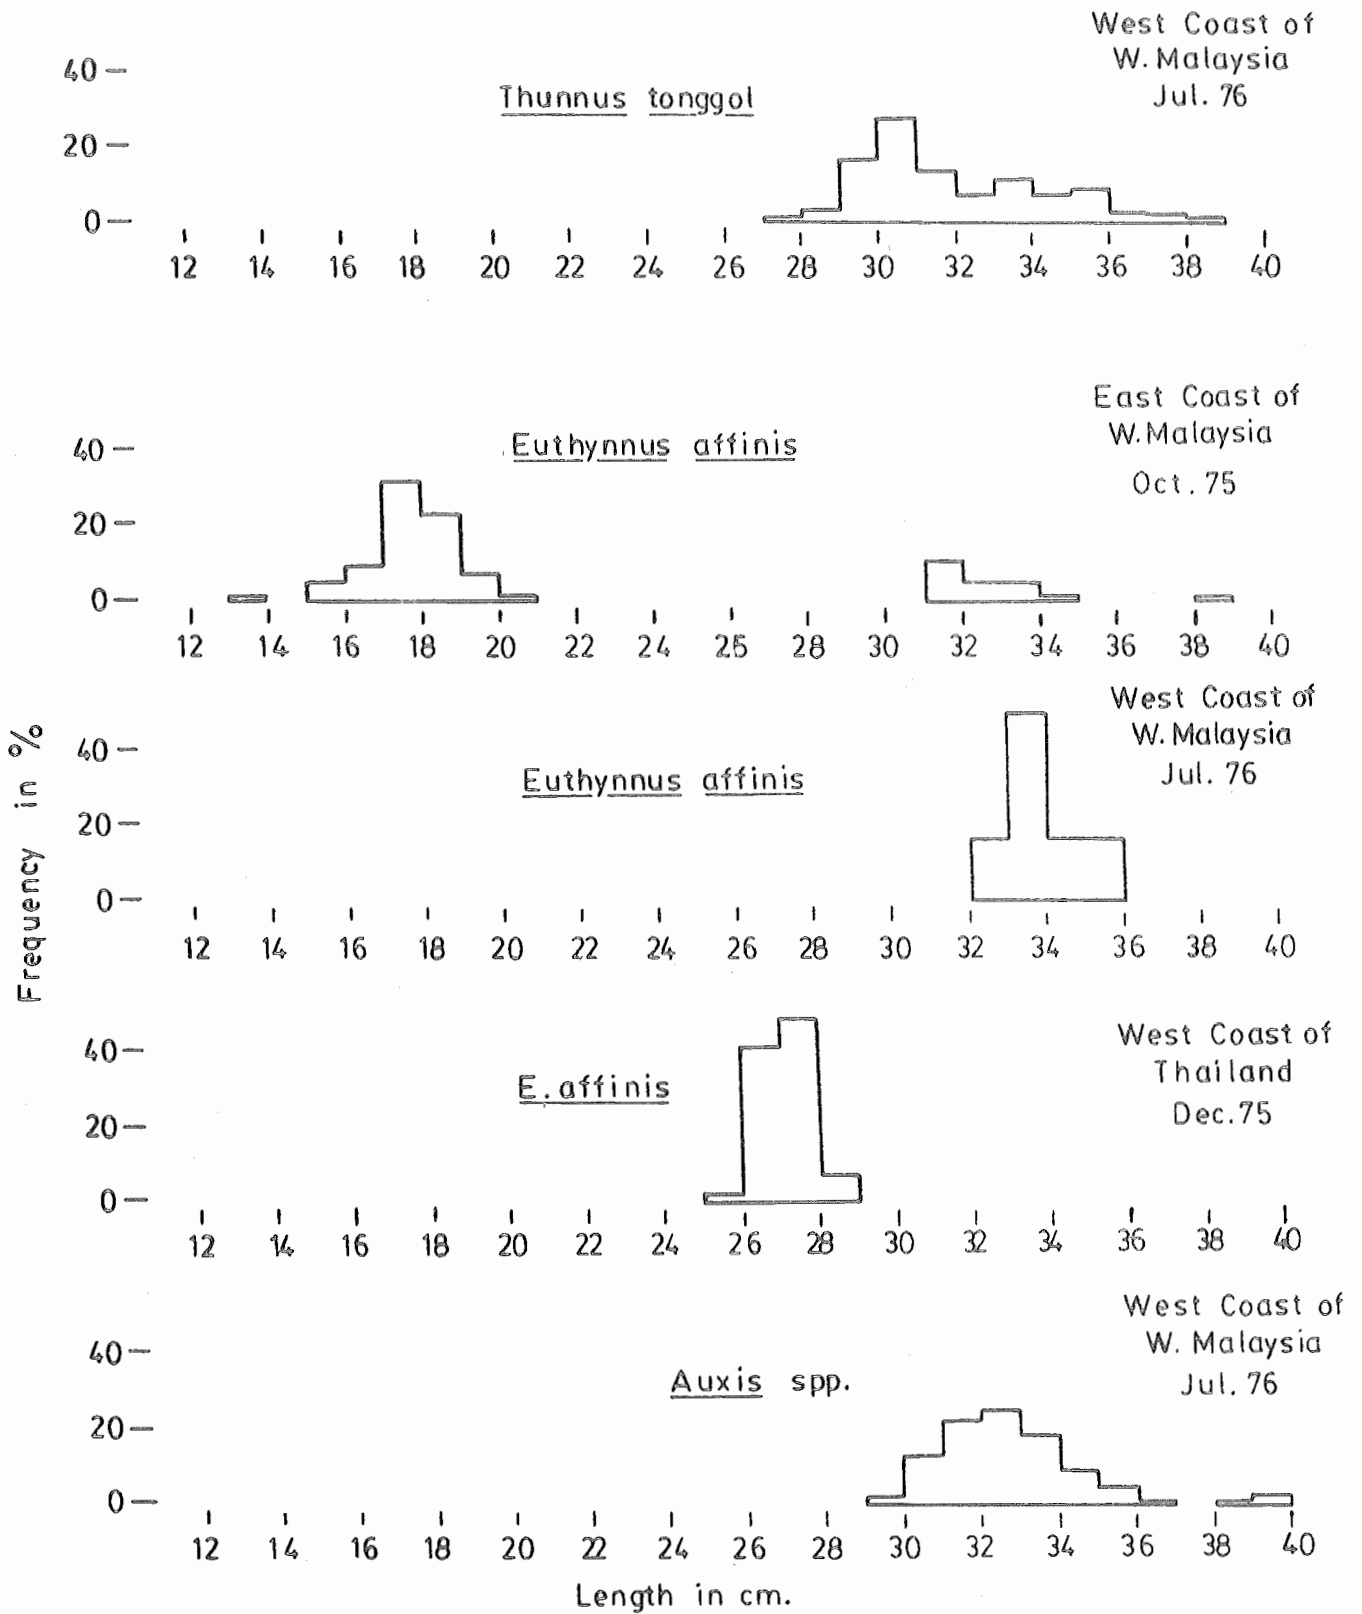 West Coast of
W. Malaysia
Jul. 76
Thunnus tonggol
40
20
0
12 14 16 18 20 22 24 26 28 30 32 34 36 38 40
East Coast of
W. Malaysia
Oct. 75
Euthynnus affinis
40
20
0
12 14 16 18 20 22 24 26 28 30 32 34 36 38 40
West Coast of
W. Malaysia
Jul. 76
Euthynnus affinis
40
20
0
12 14 16 18 20 22 24 26 28 30 32 34 36 38 40
Frequency in %
West Coast of
Thailand
Dec. 75
E. affinis
40
20
0
12 14 16 18 20 22 24 26 28 30 32 34 36 38 40
West Coast of
W. Malaysia
Jul. 76
Auxis spp.
40
20
0
12 14 16 18 20 22 24 26 28 30 32 34 36 38 40
Length in cm.